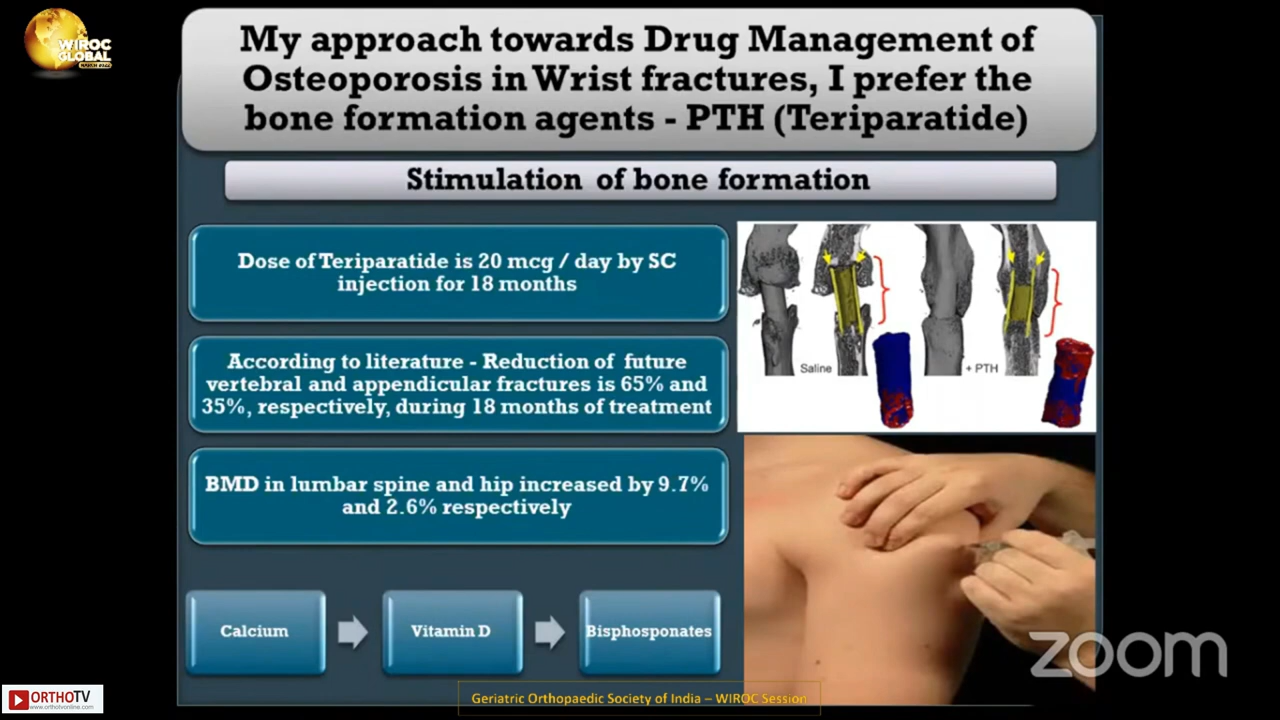 WIROC
GLOBAL
My approach towards Drug Management of
Osteoporosis in Wrist fractures, I prefer the
bone formation agents - PTH (Teriparatide)
Stimulation of bone formation
Dose of Teriparatide is 20 mcg / day by SC
injection for 18 months
According to literature - Reduction of future
vertebral and appendicular fractures is 65% and
35%, respectively, during 18 months of treatment
BMD in lumbar spine and hip increased by 9.7%
and 2.6% respectively
Saline
+ PTH
Calcium
Vitamin D
Bisphosponates
zoom
ORTHOTV
www.orthotvonline.com
Geriatric Orthopaedic Society of India – WIROC Session